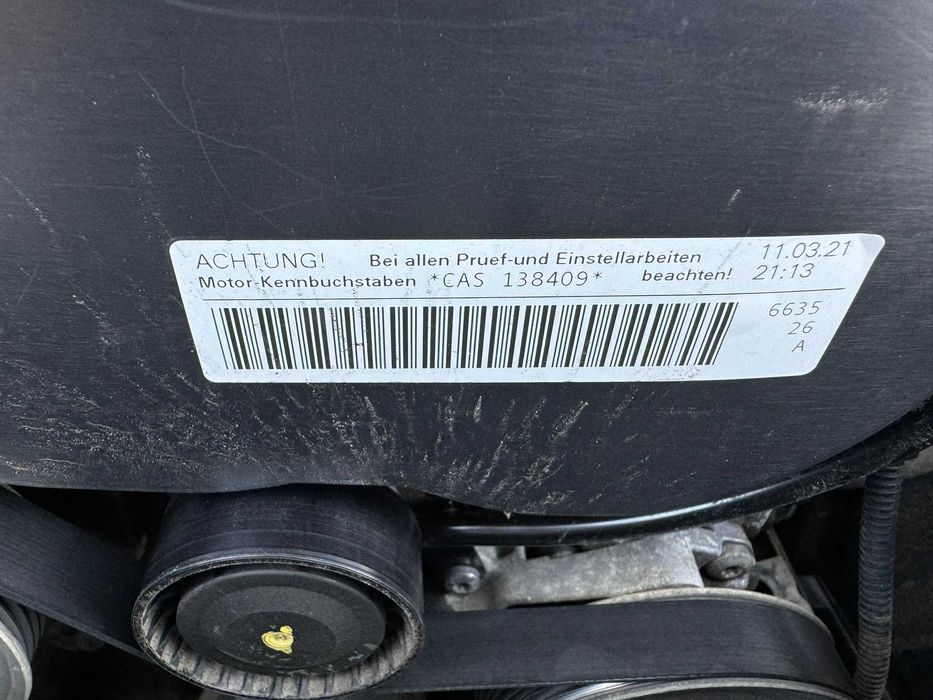 ACHTUNG! Bei allen Pruef-und Einstellarbeiten 11.03.21
Motor-Kennbuchstaben *CAS 138409* beachten! 21:13
6635
26
A